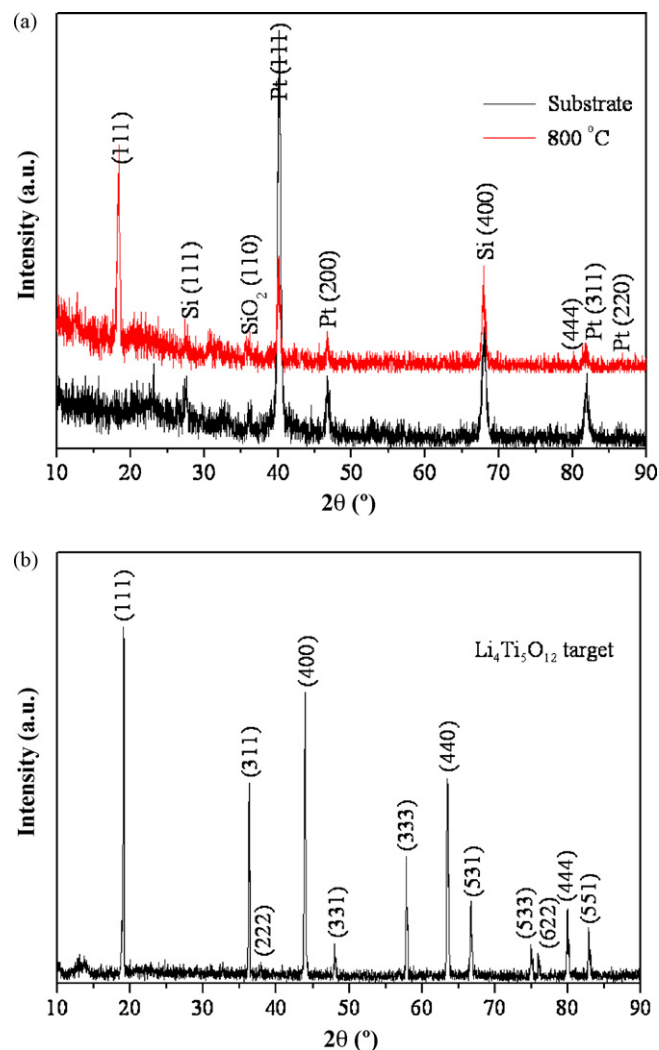 (a)
Intensity (a.u.)
(111)
Si (111)
SiO2 (110)
Pt (111)
Pt (200)
Si (400)
(444)
Pt (311)
Pt (220)
Substrate
800 °C
10 20 30 40 50 60 70 80 90
2θ (°)
(b)
Intensity (a.u.)
(111)
(311)
(222)
(400)
(331)
(333)
(440)
(531)
(533)
(622)
(444)
(551)
Li4Ti5O12 target
10 20 30 40 50 60 70 80 90
2θ (°)